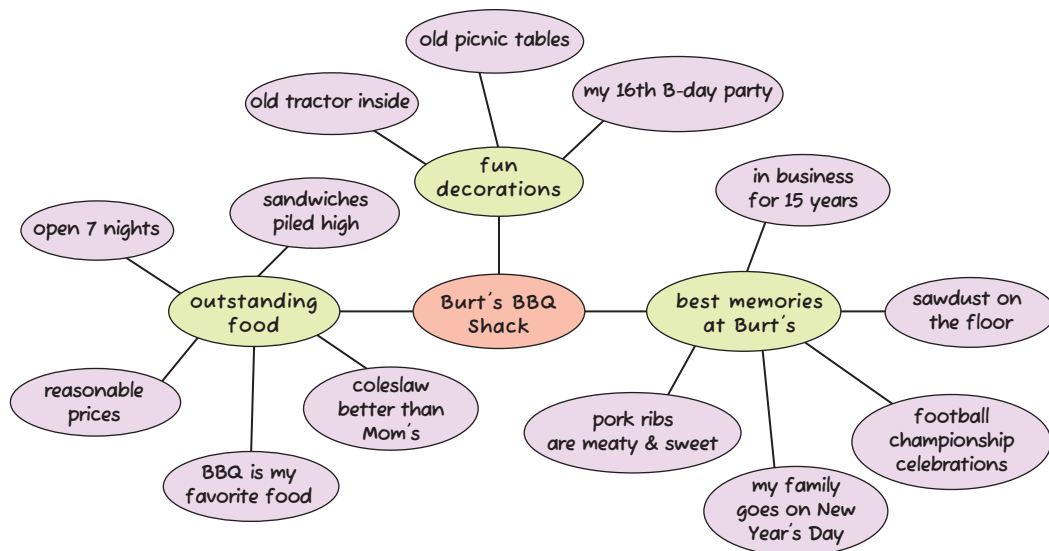 old picnic tables
old tractor inside
my 16th B-day party
fun
decorations
in business
for 15 years
sandwiches
piled high
open 7 nights
outstanding
food
Burt's BBQ
Shack
best memories
at Burt's
sawdust on
the floor
reasonable
prices
coleslaw
better than
Mom's
pork ribs
are meaty & sweet
football
championship
celebrations
BBQ is my
favorite food
my family
goes on New
Year's Day